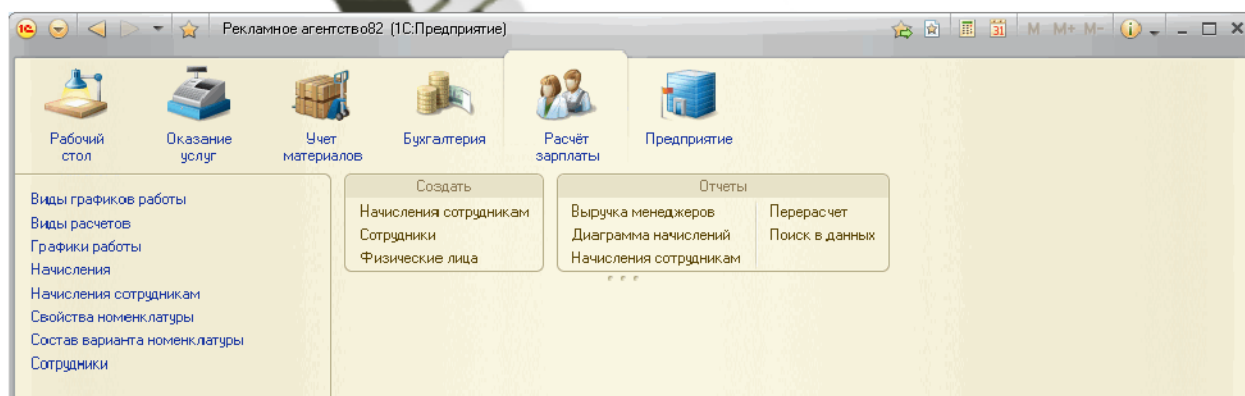 Рекламное агентство82 (1С:Предприятие)
31 M M+ M-
Рабочий стол
Оказание услуг
Учет материалов
Бухгалтерия
Расчёт зарплаты
Предприятие
Виды графиков работы
Виды расчетов
Графики работы
Начисления
Начисления сотрудникам
Свойства номенклатуры
Состав варианта номенклатуры
Сотрудники
Создать
Начисления сотрудникам
Сотрудники
Физические лица
Отчеты
Выручка менеджеров
Диаграмма начислений
Начисления сотрудникам
Перерасчет
Поиск в данных